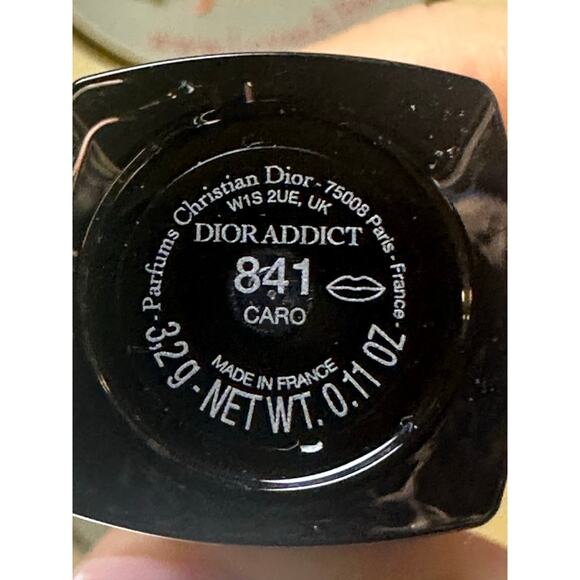 - Parfums Christian Dior - 75008 Paris - France -
W1S 2UE, UK
DIOR ADDICT
841
CARO
MADE IN FRANCE
3,2 g - NET WT. 0.11 OZ